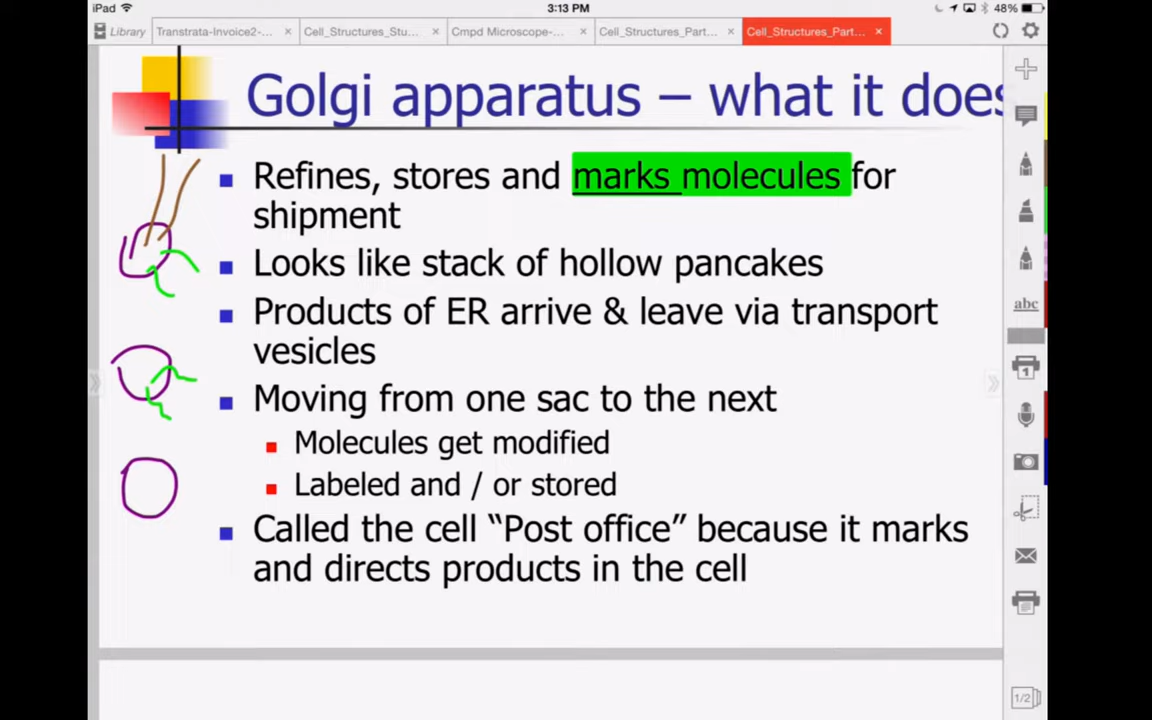 iPad 3:13 PM 48%
Library Transtrata-Invoice2-... × Cell_Structures_Stu... × Cmpd Microscope-... × Cell_Structures_Part... × Cell_Structures_Part... ×
Golgi apparatus – what it does
Refines, stores and marks molecules for
shipment
Looks like stack of hollow pancakes
Products of ER arrive & leave via transport
vesicles
Moving from one sac to the next
Molecules get modified
Labeled and / or stored
Called the cell “Post office” because it marks
and directs products in the cell
abc
1
1/2